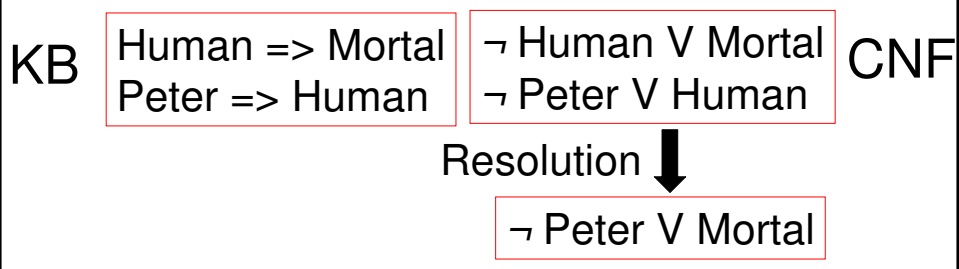 KB
Human => Mortal
Peter => Human
¬ Human V Mortal
¬ Peter V Human
CNF
Resolution
¬ Peter V Mortal